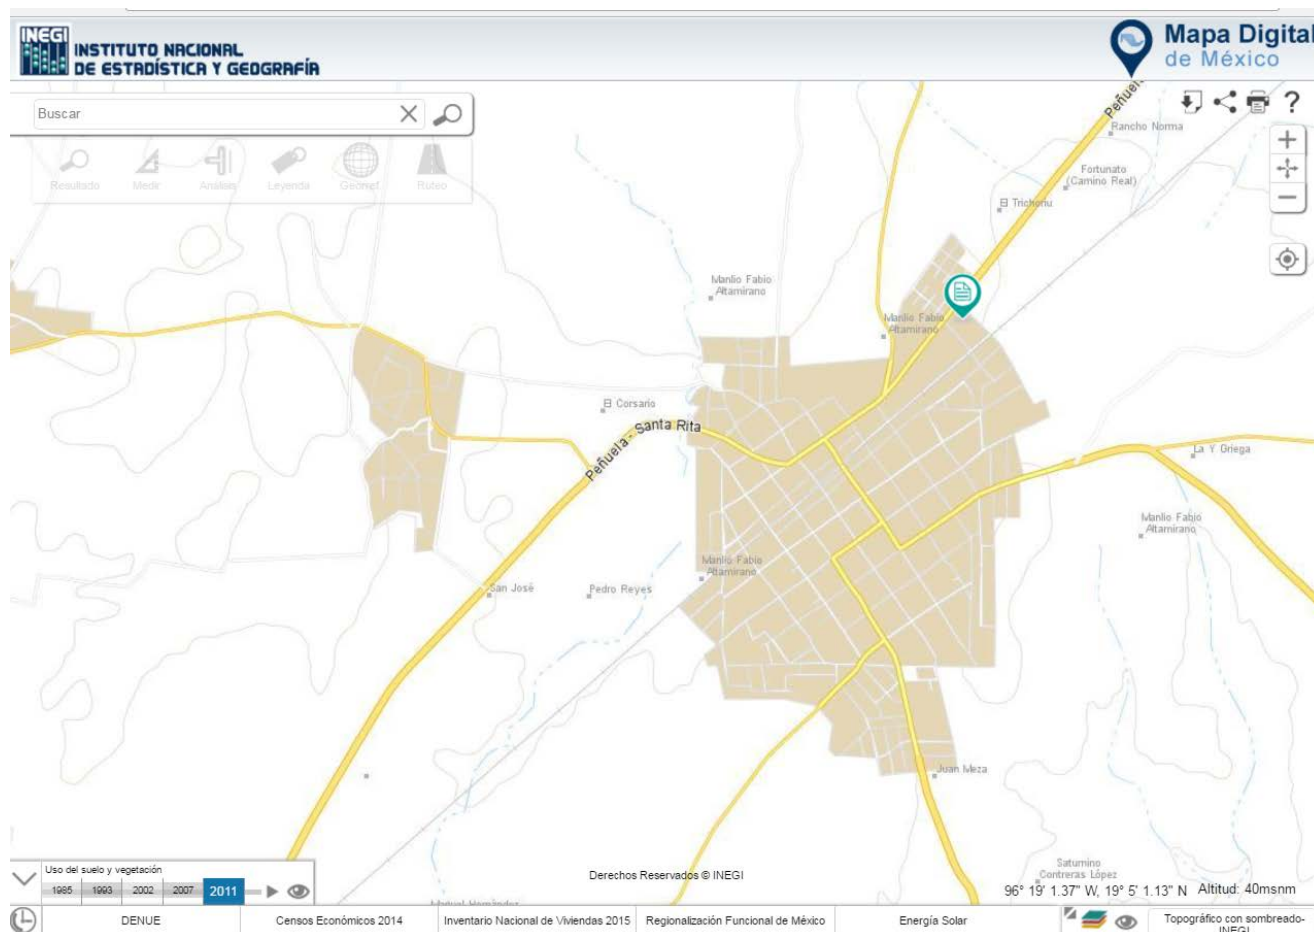 INEGI
INSTITUTO NACIONAL
DE ESTADÍSTICA Y GEOGRAFÍA
Mapa Digital
de México
Buscar
Resultado
Medir
Análisis
Leyenda
Georref
Ruteo
?
Rancho Norma
Fortunato
(Camino Real)
El Trichonu
Manlio Fabio
Altamirano
Manlio Fabio
Altamirano
El Corsario
Peñuela - Santa Rita
La Y Griega
Manlio Fabio
Altamirano
Manlio Fabio
Altamirano
San José
Pedro Reyes
Juan Meza
Uso del suelo y vegetación
1985
1993
2002
2007
2011
Derechos Reservados © INEGI
Saturnino
Contreras López
96° 19' 1.37" W, 19° 5' 1.13" N Altitud: 40msnm
DENUE
Censos Económicos 2014
Inventario Nacional de Viviendas 2015
Regionalización Funcional de México
Energía Solar
Topográfico con sombreado-
INEGI